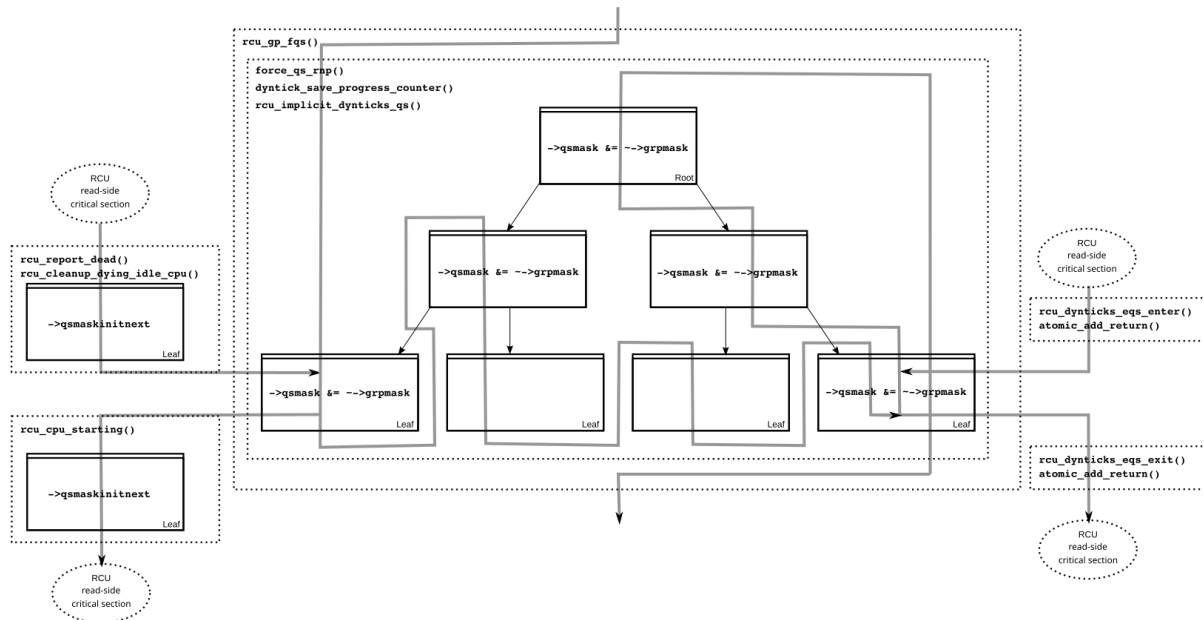 rcu_gp_fqs()
force_qs_rnp()
dyntick_save_progress_counter()
rcu_implicit_dynticks_qs()
->qsmask &= ~->grpmask
Root
RCU
read-side
critical section
rcu_report_dead()
rcu_cleanup_dying_idle_cpu()
->qsmaskinitnext
Leaf
->qsmask &= ~->grpmask
->qsmask &= ~->grpmask
RCU
read-side
critical section
rcu_dynticks_eqs_enter()
atomic_add_return()
->qsmask &= ~->grpmask
Leaf
Leaf
Leaf
->qsmask &= ~->grpmask
Leaf
rcu_cpu_starting()
->qsmaskinitnext
Leaf
rcu_dynticks_eqs_exit()
atomic_add_return()
RCU
read-side
critical section
RCU
read-side
critical section